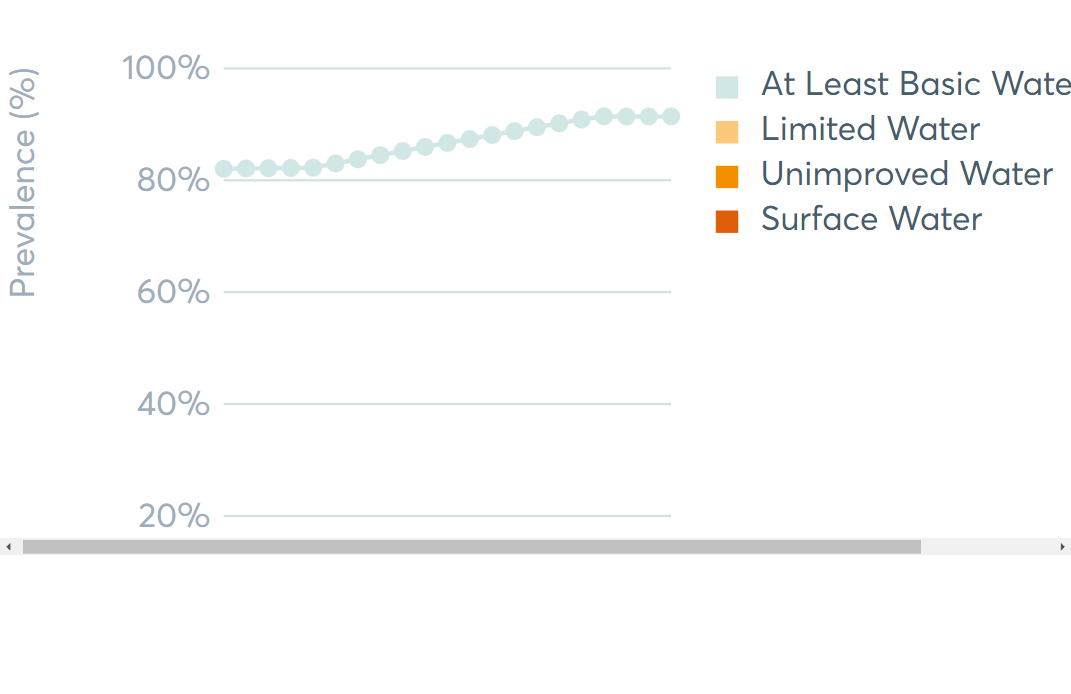 Prevalence (%)
100%
80%
60%
40%
20%
At Least Basic Wate
Limited Water
Unimproved Water
Surface Water